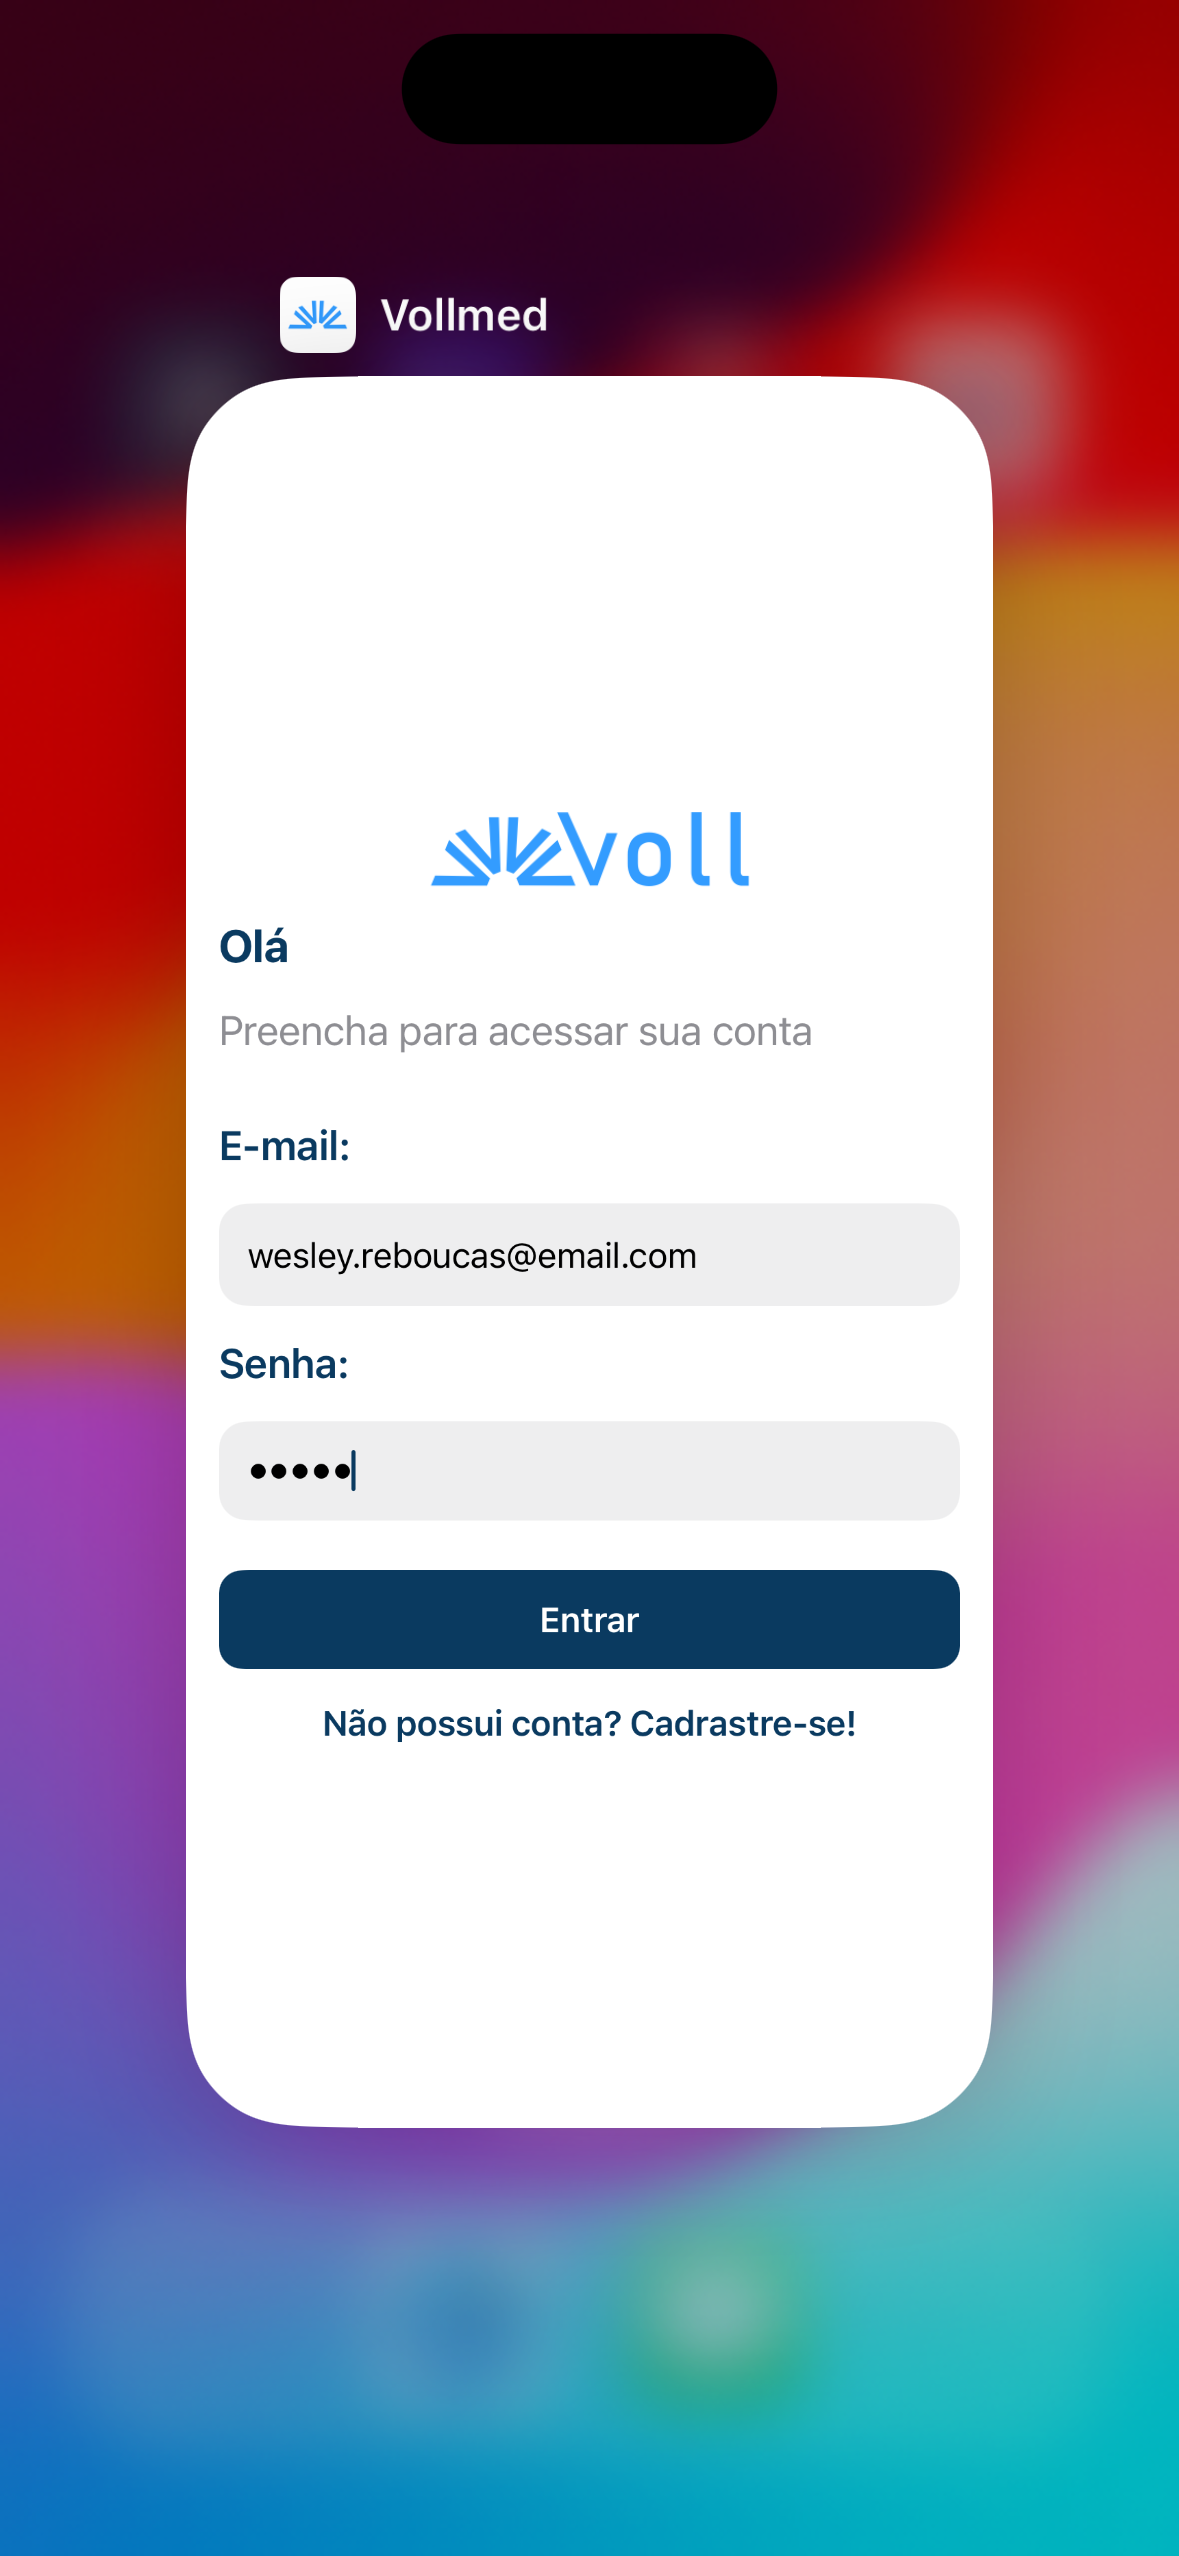 Vollmed
Voll
Olá
Preencha para acessar sua conta
E-mail:
wesley.reboucas@email.com
Senha:
•••••
Entrar
Não possui conta? Cadrastre-se!